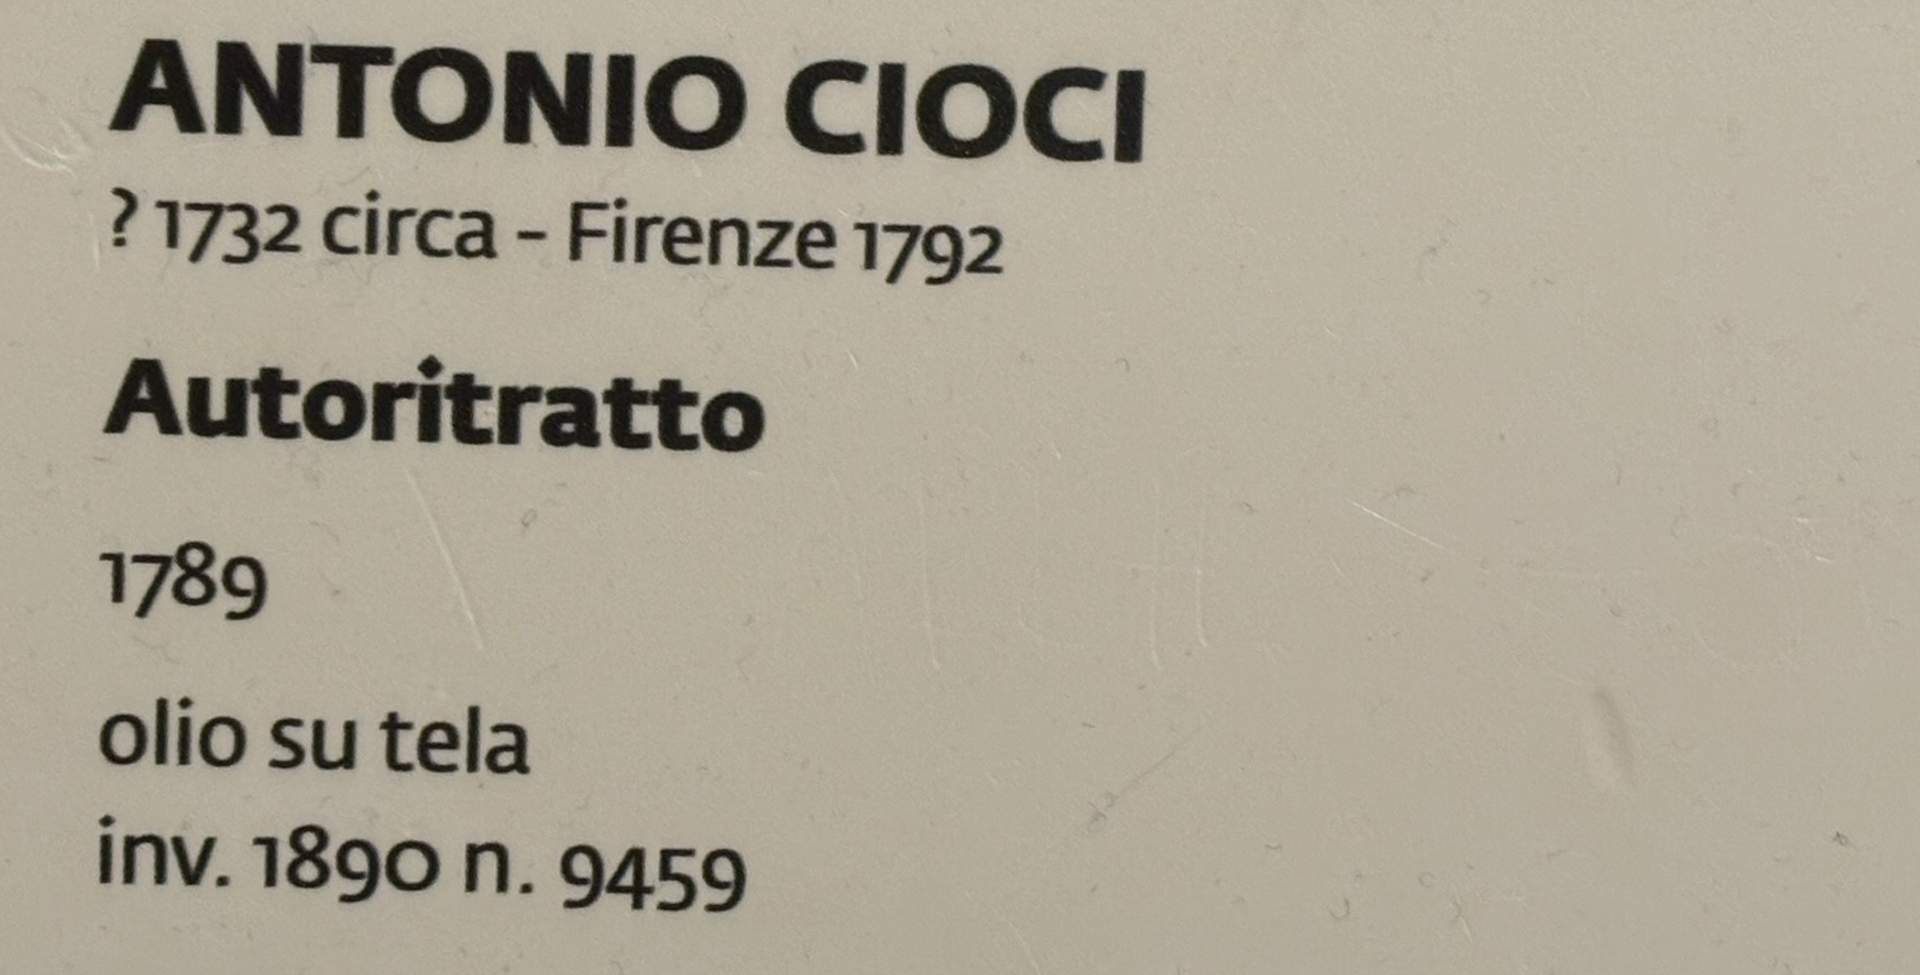 ANTONIO CIOCI
? 1732 circa - Firenze 1792
Autoritratto
1789
olio su tela
inv. 1890 n. 9459